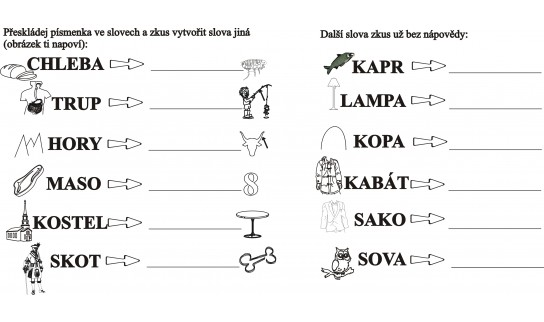 Přeskládej písmenka ve slovech a zkus vytvořit slova jiná
(obrázek ti napoví):
CHLEBA
TRUP
HORY
MASO
8
KOSTEL
SKOT
Další slova zkus už bez nápovědy:
KAPR
LAMPA
KOPA
KABÁT
SAKO
SOVA